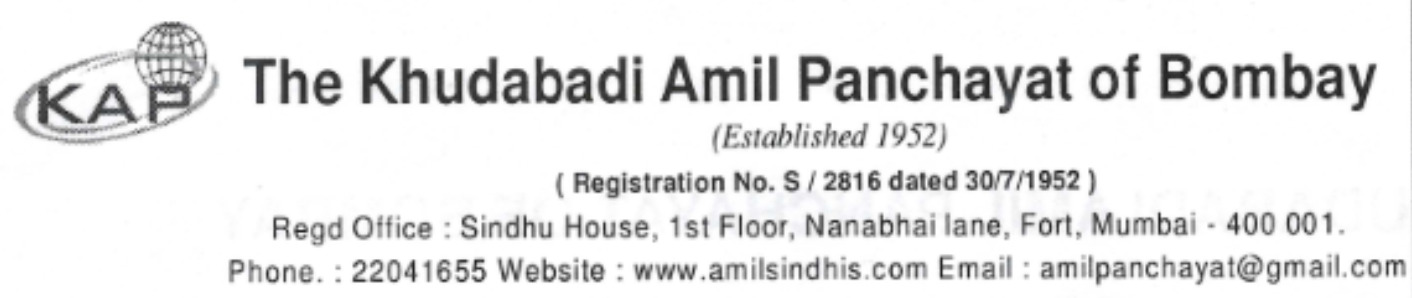 KAP
The Khudabadi Amil Panchayat of Bombay
(Established 1952)
( Registration No. S / 2816 dated 30/7/1952 )
Regd Office : Sindhu House, 1st Floor, Nanabhai lane, Fort, Mumbai - 400 001.
Phone. : 22041655 Website : www.amilsindhis.com Email : amilpanchayat@gmail.com